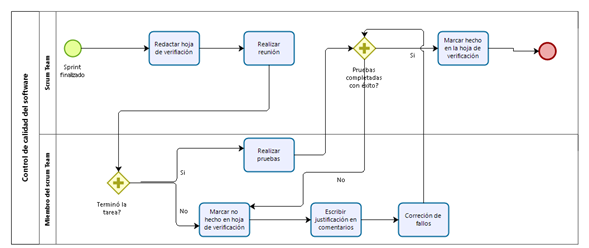 Control de calidad del software
Scrum Team
Sprint
finalizado
Redactar hoja
de verifiación
Realizar
reunión
Pruebas
completadas
con éxito?
Si
Marcar hecho
en la hoja de
verificación
Miembro del scrum Team
Terminó la
tarea?
Si
Realizar
pruebas
No
No
Marcar no
hecho en hoja
de verificación
Escribir
justificación en
comentarios
Correción de
fallos